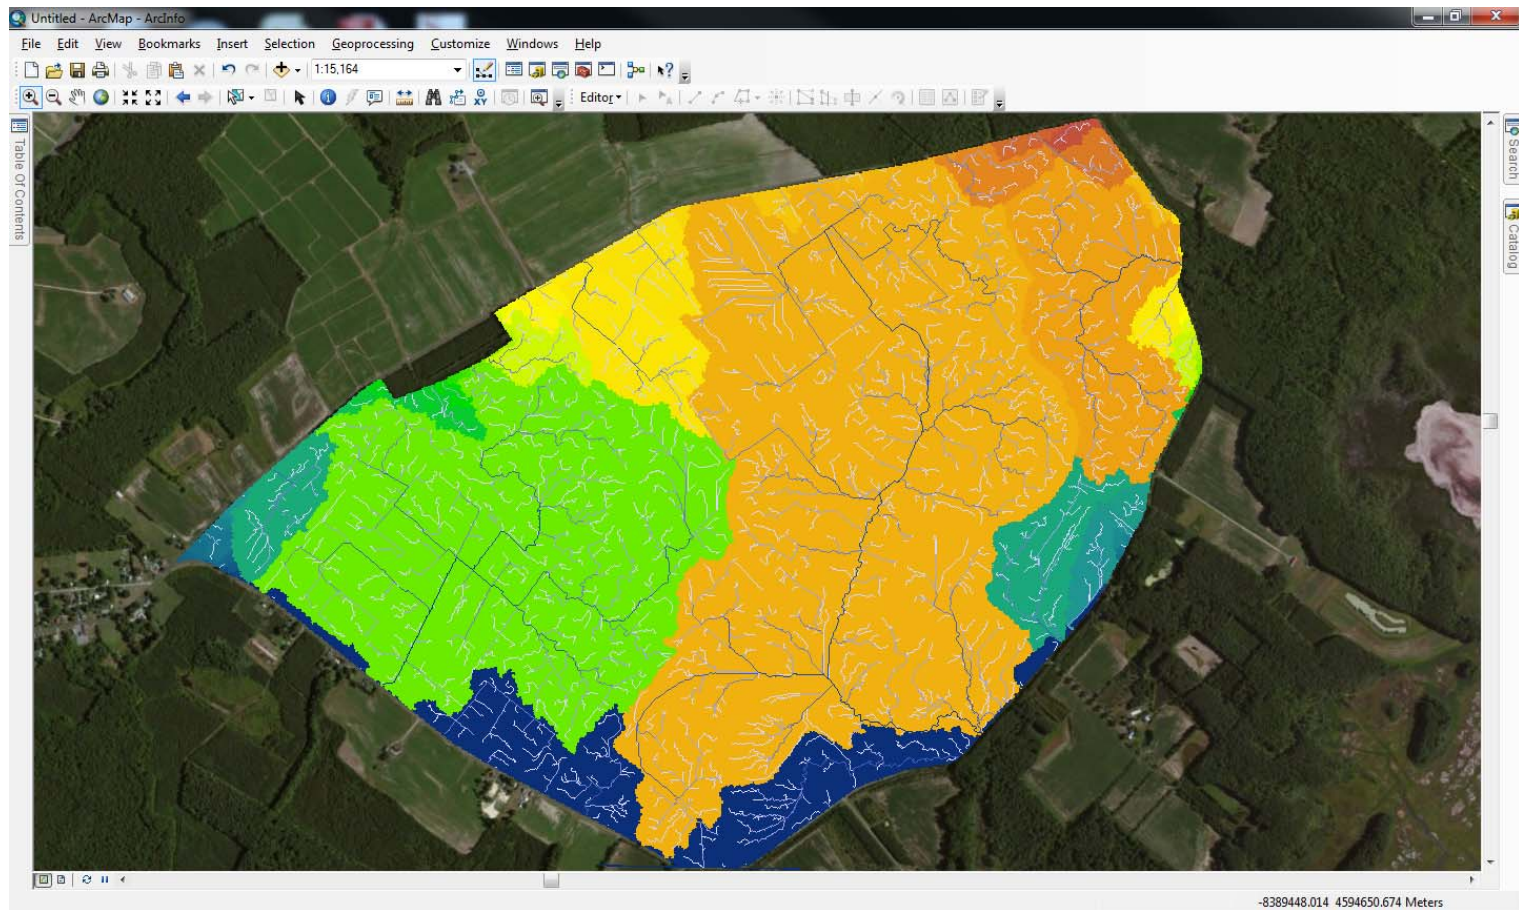 Untitled - ArcMap - ArcInfo
File Edit View Bookmarks Insert Selection Geoprocessing Customize Windows Help
1:15,164
Editor
Table Of Contents
Search
Catalog
-8389448.014 4594650.674 Meters